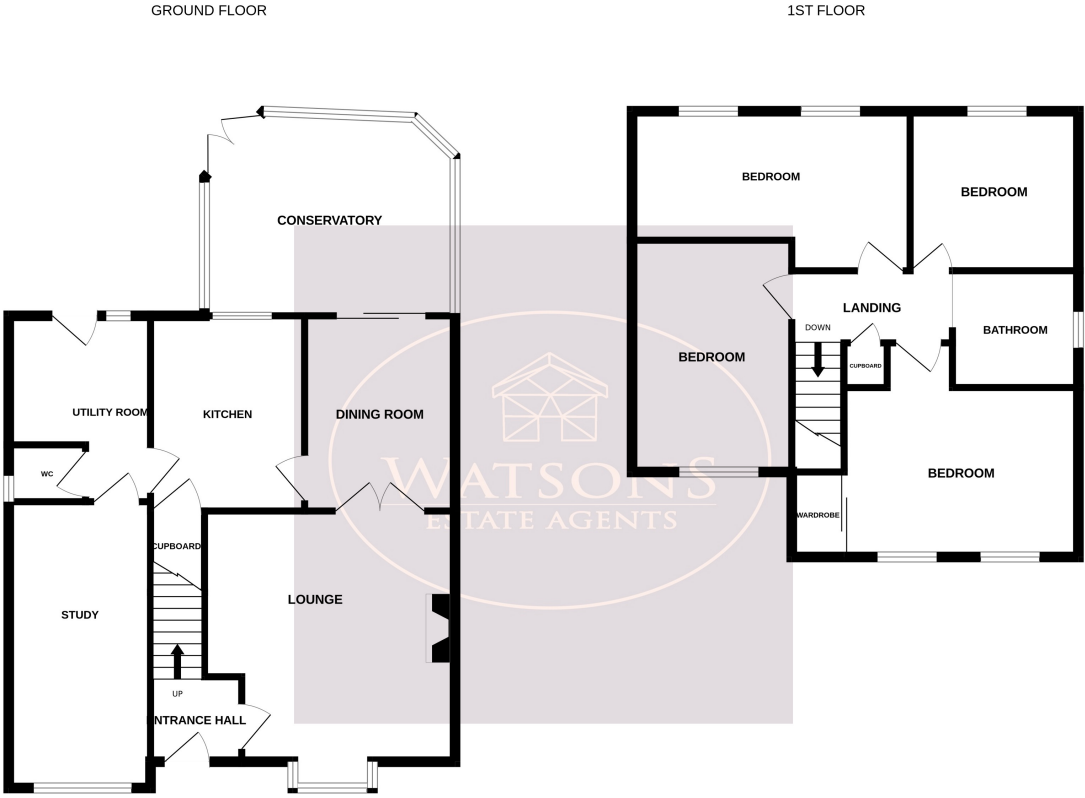 GROUND FLOOR
1ST FLOOR
CONSERVATORY
UTILITY ROOM
KITCHEN
DINING ROOM
WC
CUPBOARD
STUDY
LOUNGE
UP
ENTRANCE HALL
BEDROOM
BEDROOM
LANDING
DOWN
BATHROOM
BEDROOM
CUPBOARD
BEDROOM
WARDROBE
WATSONS
ESTATE AGENTS